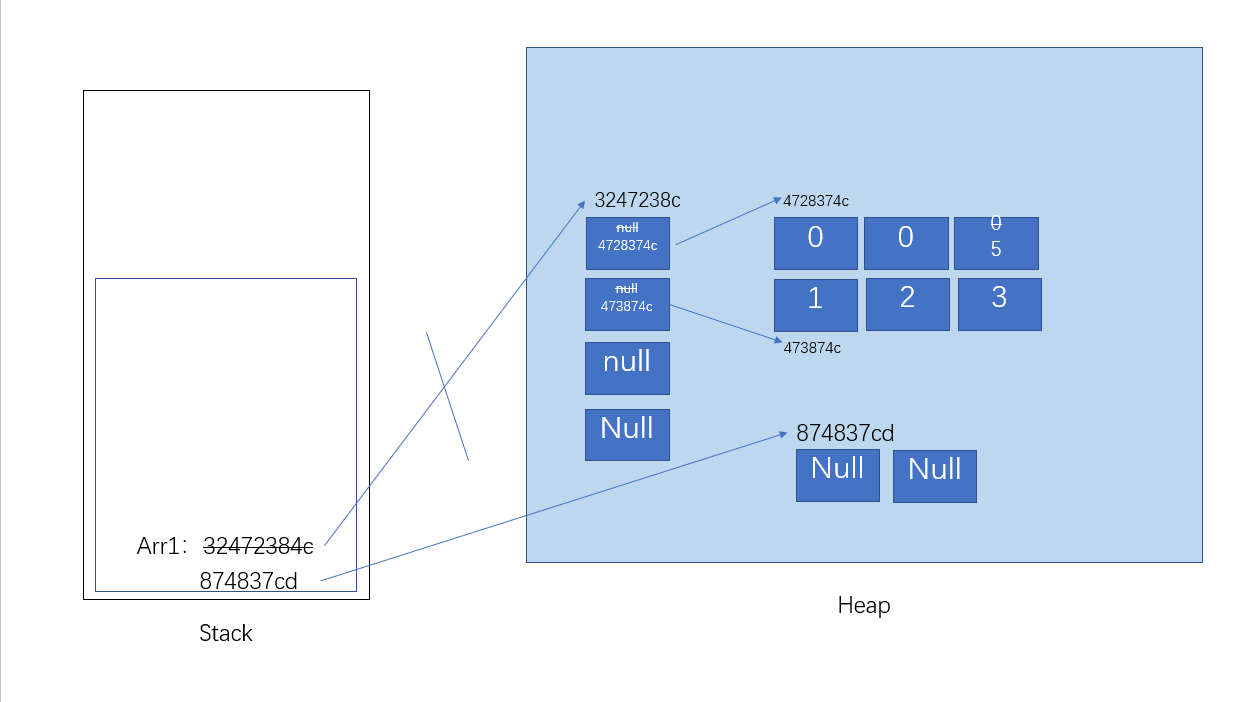 3247238c
null
4728374c
null
473874c
null
Null
4728374c
0 0 0
5
1 2 3
473874c
874837cd
Null Null
Arr1: 32472384c
874837cd
Stack
Heap